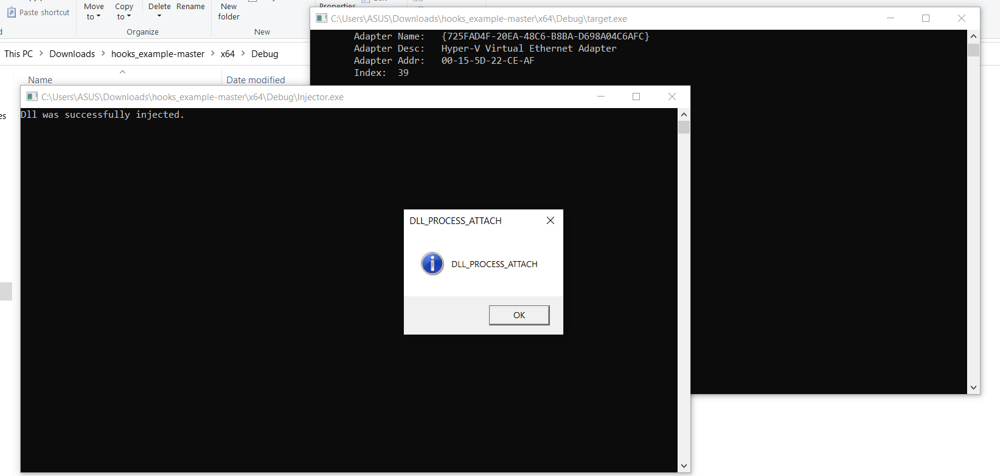 Paste shortcut
Move to
Copy to
Delete
Rename
New folder
Properties
Organize
New
This PC > Downloads > hooks_example-master > x64 > Debug
Name
Date modified
es
C:\Users\ASUS\Downloads\hooks_example-master\x64\Debug\target.exe
Adapter Name: {725FAD4F-20EA-48C6-B8BA-D698A04C6AFC}
Adapter Desc: Hyper-V Virtual Ethernet Adapter
Adapter Addr: 00-15-5D-22-CE-AF
Index: 39
C:\Users\ASUS\Downloads\hooks_example-master\x64\Debug\Injector.exe
Dll was successfully injected.
DLL_PROCESS_ATTACH
DLL_PROCESS_ATTACH
OK